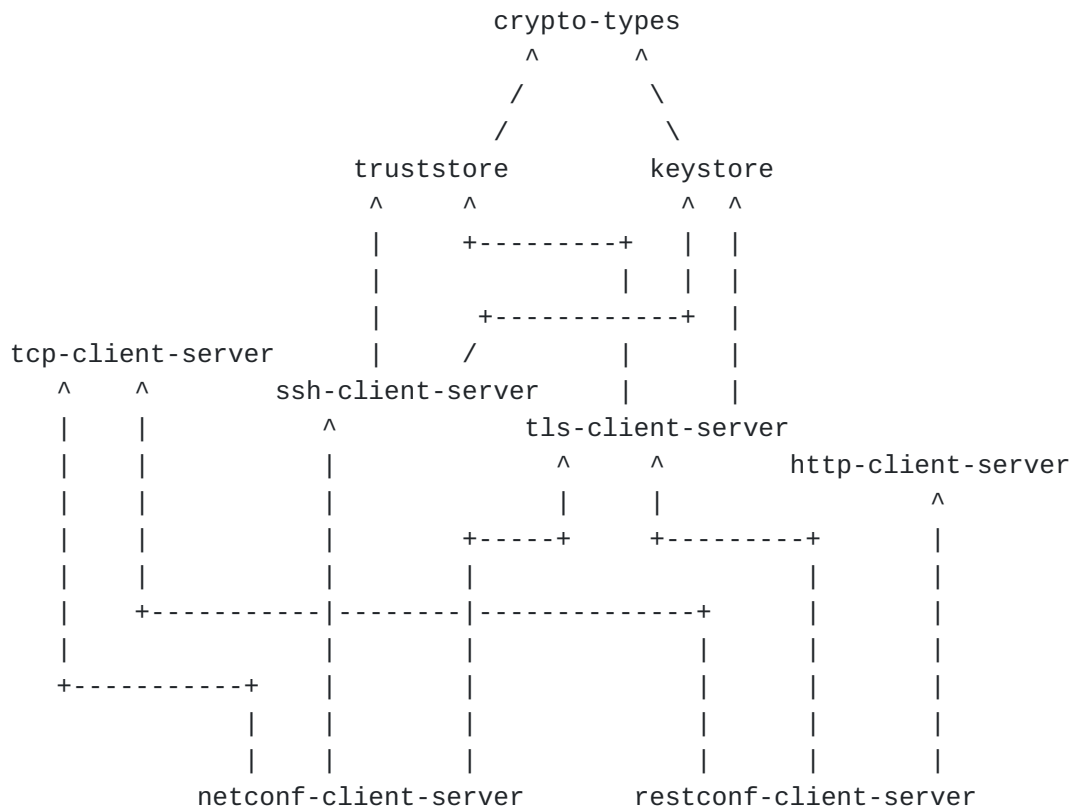 crypto-types
truststore keystore
tcp-client-server
ssh-client-server
tls-client-server
http-client-server
netconf-client-server restconf-client-server